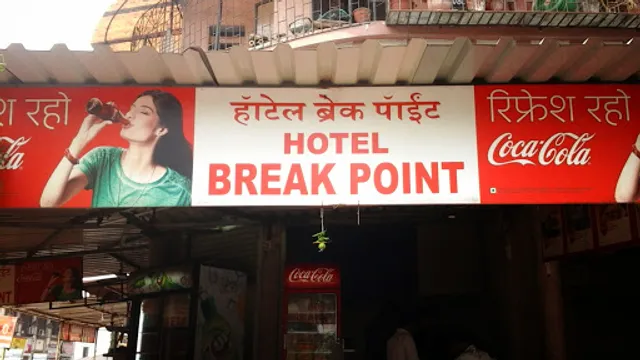 रिफ्रेश रहो
हॉटेल ब्रेक पॉईंट
HOTEL
BREAK POINT
रिफ्रेश रहो
Coca-Cola
Coca-Cola